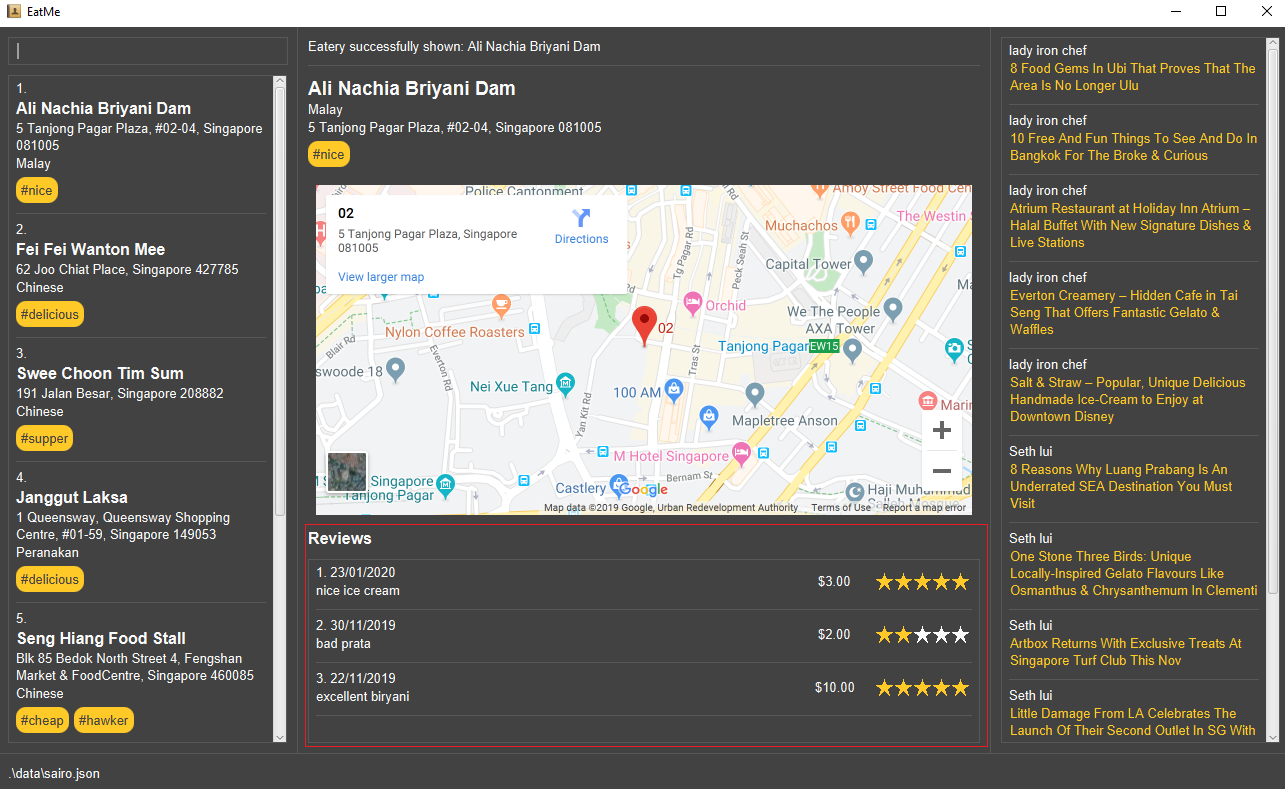 EatMe
1.
Ali Nachia Briyani Dam
5 Tanjong Pagar Plaza, #02-04, Singapore
081005
Malay
#nice
2.
Fei Fei Wanton Mee
62 Joo Chiat Place, Singapore 427785
Chinese
#delicious
3.
Swee Choon Tim Sum
191 Jalan Besar, Singapore 208882
Chinese
#supper
4.
Janggut Laksa
1 Queensway, Queensway Shopping
Centre, #01-59, Singapore 149053
Peranakan
#delicious
5.
Seng Hiang Food Stall
Blk 85 Bedok North Street 4, Fengshan
Market & FoodCentre, Singapore 460085
Chinese
#cheap #hawker
Eatery successfully shown: Ali Nachia Briyani Dam
Ali Nachia Briyani Dam
Malay
5 Tanjong Pagar Plaza, #02-04, Singapore 081005
#nice
Police Cantonment
02
5 Tanjong Pagar Plaza, Singapore
081005
Directions
View larger map
Amoy Street Food Cen
The Westin S
Muchachos
Tg Pagar Rd
Peck Seah St
Capital Tower
Orchid
We The People
AXA Tower
Nylon Coffee Roasters
02
Tanjong Pagar EW15
Blair Rd
Everton Rd
Tras St
swoode 18
Nei Xue Tang
100 AM
Yan Kit Rd
Mapletree Anson
Marin
M Hotel Singapore
Bernam St
Singapore
Tanjong Pagar
Castlery
Google
Haji Muhammad
Salleh Mosque
Map data ©2019 Google, Urban Redevelopment Authority Terms of Use Report a map error
Reviews
1. 23/01/2020
nice ice cream
$3.00
2. 30/11/2019
bad prata
$2.00
3. 22/11/2019
excellent biryani
$10.00
lady iron chef
8 Food Gems In Ubi That Proves That The
Area Is No Longer Ulu
lady iron chef
10 Free And Fun Things To See And Do In
Bangkok For The Broke & Curious
lady iron chef
Atrium Restaurant at Holiday Inn Atrium –
Halal Buffet With New Signature Dishes &
Live Stations
lady iron chef
Everton Creamery – Hidden Cafe in Tai
Seng That Offers Fantastic Gelato &
Waffles
lady iron chef
Salt & Straw – Popular, Unique Delicious
Handmade Ice-Cream to Enjoy at
Downtown Disney
Seth lui
8 Reasons Why Luang Prabang Is An
Underrated SEA Destination You Must
Visit
Seth lui
One Stone Three Birds: Unique
Locally-Inspired Gelato Flavours Like
Osmanthus & Chrysanthemum In Clementi
Seth lui
Artbox Returns With Exclusive Treats At
Singapore Turf Club This Nov
Seth lui
Little Damage From LA Celebrates The
Launch Of Their Second Outlet In SG With
.\data\sairo.json